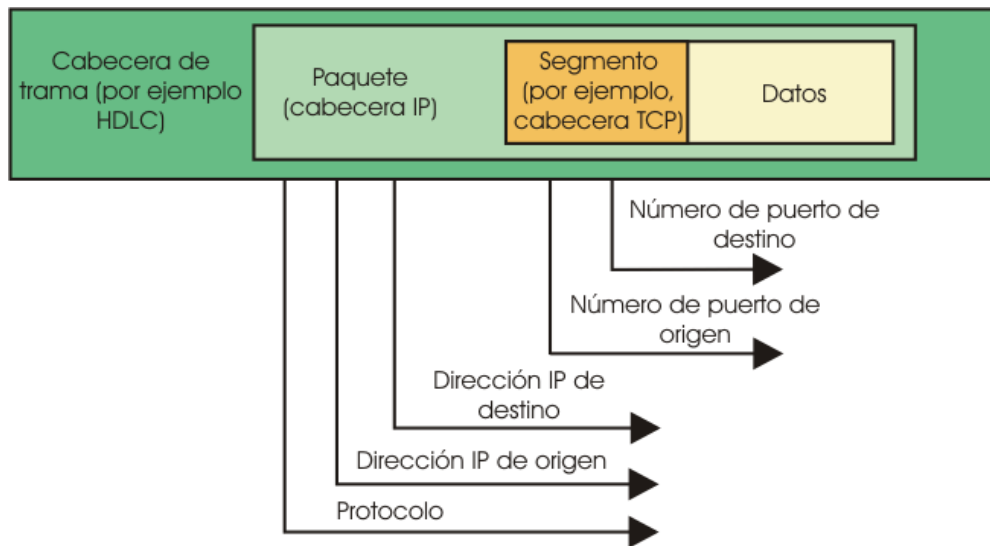 Cabecera de
trama (por ejemplo
HDLC)
Paquete
(cabecera IP)
Segmento
(por ejemplo,
cabecera TCP)
Datos
Número de puerto de
destino
Número de puerto de
origen
Dirección IP de
destino
Dirección IP de origen
Protocolo